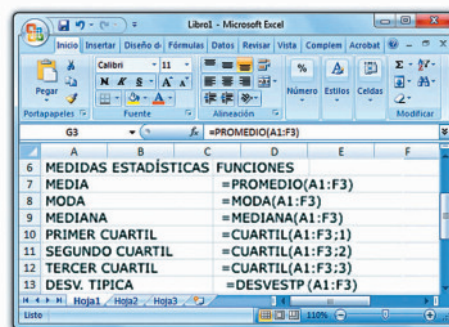 Libro1 - Microsoft Excel
Inicio Insertar Diseño d Fórmulas Datos Revisar Vista Complem Acrobat
Calibri 11
N K S A A
Pegar
Número Estilos Celdas
Portapapeles Fuente Alineación Modificar
G3 fx =PROMEDIO(A1:F3)
A B C D E F
6 MEDIDAS ESTADÍSTICAS FUNCIONES
7 MEDIA =PROMEDIO(A1:F3)
8 MODA =MODA(A1:F3)
9 MEDIANA =MEDIANA(A1:F3)
10 PRIMER CUARTIL =CUARTIL(A1:F3;1)
11 SEGUNDO CUARTIL =CUARTIL(A1:F3;2)
12 TERCER CUARTIL =CUARTIL(A1:F3;3)
13 DESV. TIPICA =DESVESTP (A1:F3)
Hoja1 Hoja2 Hoja3
Listo 110%